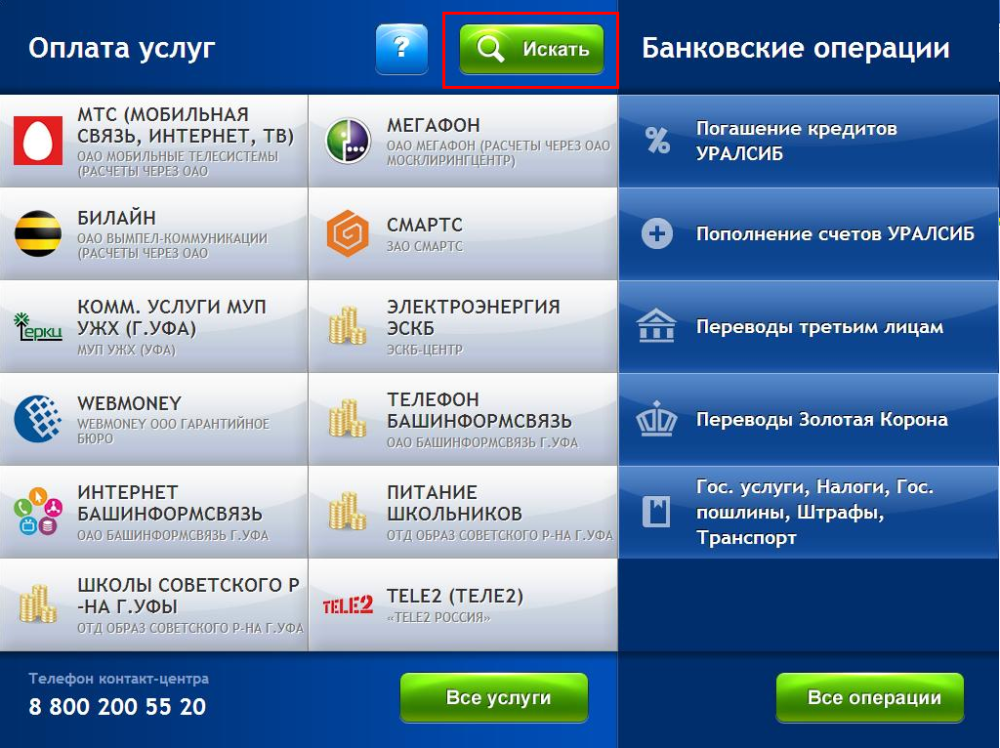 Оплата услуг
?
Искать
Банковские операции
МТС (МОБИЛЬНАЯ
СВЯЗЬ, ИНТЕРНЕТ, ТВ)
ОАО МОБИЛЬНЫЕ ТЕЛЕСИСТЕМЫ
(РАСЧЕТЫ ЧЕРЕЗ ОАО
МЕГАФОН
ОАО МЕГАФОН (РАСЧЕТЫ ЧЕРЕЗ ОАО
МОСКЛИРИНГЦЕНТР)
БИЛАЙН
ОАО ВЫМПЕЛ-КОММУНИКАЦИИ
(РАСЧЕТЫ ЧЕРЕЗ ОАО
СМАРТС
ЗАО СМАРТС
еркц
КОММ. УСЛУГИ МУП
УЖХ (Г.УФА)
МУП УЖХ (УФА)
ЭЛЕКТРОЭНЕРГИЯ
ЭСКБ
ЭСКБ-ЦЕНТР
WEBMONEY
WEBMONEY ООО ГАРАНТИЙНОЕ
БЮРО
ТЕЛЕФОН
БАШИНФОРМСВЯЗЬ
ОАО БАШИНФОРМСВЯЗЬ Г.УФА
ИНТЕРНЕТ
БАШИНФОРМСВЯЗЬ
ОАО БАШИНФОРМСВЯЗЬ Г.УФА
ПИТАНИЕ
ШКОЛЬНИКОВ
ОТД ОБРАЗ СОВЕТСКОГО Р-НА Г.УФА
ШКОЛЫ СОВЕТСКОГО Р
-НА Г.УФЫ
ОТД ОБРАЗ СОВЕТСКОГО Р-НА Г.УФА
TELE2
TELE2 (ТЕЛЕ2)
«TELE2 РОССИЯ»
%
Погашение кредитов
УРАЛСИБ
Пополнение счетов УРАЛСИБ
Переводы третьим лицам
Переводы Золотая Корона
Гос. услуги, Налоги, Гос.
пошлины, Штрафы,
Транспорт
Телефон контакт-центра
8 800 200 55 20
Все услуги
Все операции